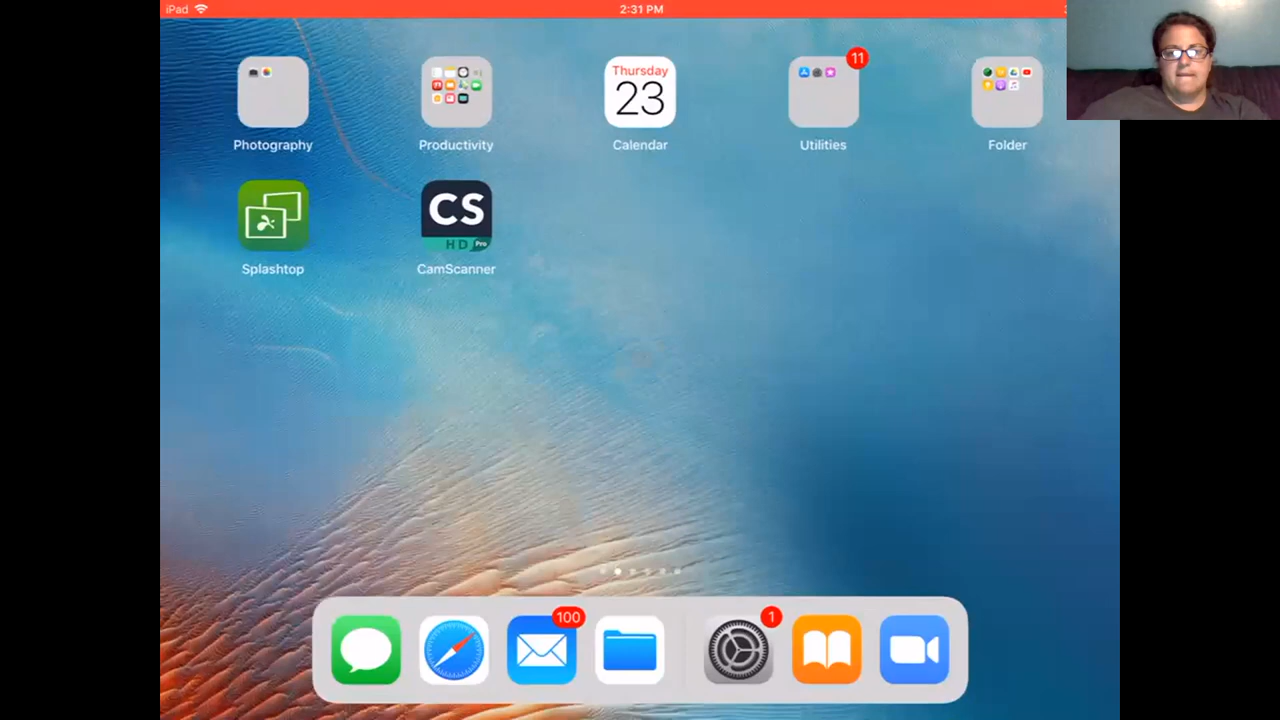 iPad
2:31 PM
11
Thursday
23
Photography
Productivity
Calendar
Utilities
Folder
CS
HD Pro
Splashtop
CamScanner
100
1